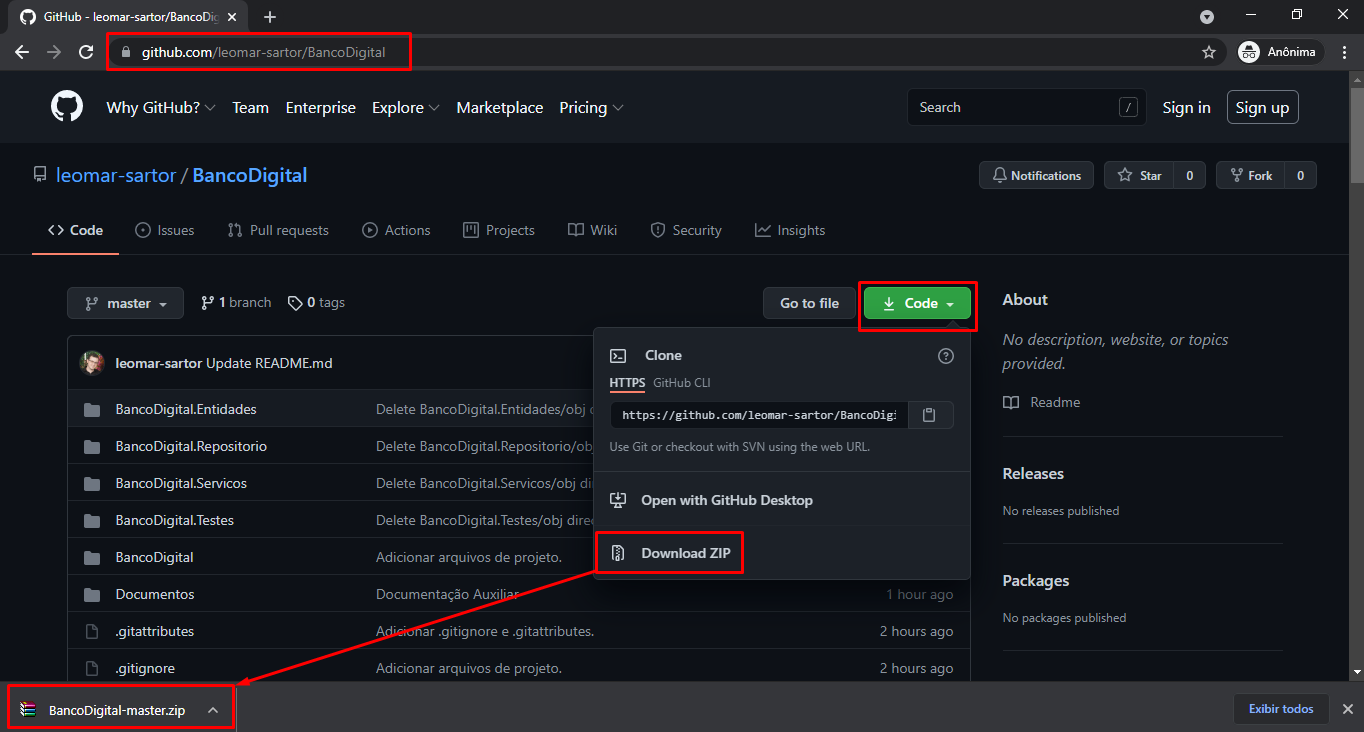 GitHub - leomar-sartor/BancoDig
github.com/leomar-sartor/BancoDigital
Anônima
Why GitHub? Team Enterprise Explore Marketplace Pricing Search / Sign in Sign up
leomar-sartor / BancoDigital
Notifications Star 0 Fork 0
Code Issues Pull requests Actions Projects Wiki Security Insights
master 1 branch 0 tags Go to file Code
leomar-sartor Update README.md
BancoDigital.Entidades Delete BancoDigital.Entidades/obj
BancoDigital.Repositorio Delete BancoDigital.Repositorio/obj
BancoDigital.Servicos Delete BancoDigital.Servicos/obj
BancoDigital.Testes Delete BancoDigital.Testes/obj direc
BancoDigital Adicionar arquivos de projeto.
Documentos Documentação Auxiliar 1 hour ago
.gitattributes Adicionar .gitignore e .gitattributes. 2 hours ago
.gitignore Adicionar arquivos de projeto. 2 hours ago
Clone
HTTPS GitHub CLI
https://github.com/leomar-sartor/BancoDigi
Use Git or checkout with SVN using the web URL.
Open with GitHub Desktop
Download ZIP
About
No description, website, or topics
provided.
Readme
Releases
No releases published
Packages
No packages published
BancoDigital-master.zip
Exibir todos